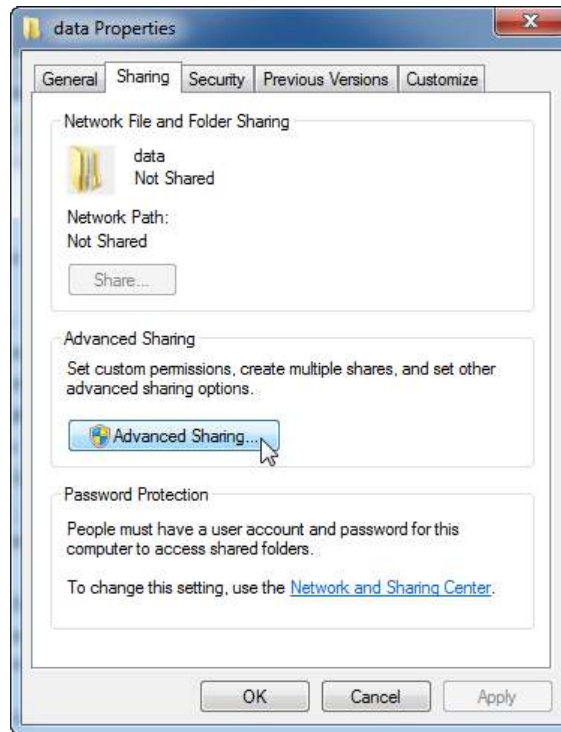 data Properties
General Sharing Security Previous Versions Customize
Network File and Folder Sharing
data
Not Shared
Network Path:
Not Shared
Share...
Advanced Sharing
Set custom permissions, create multiple shares, and set other
advanced sharing options.
Advanced Sharing...
Password Protection
People must have a user account and password for this
computer to access shared folders.
To change this setting, use the Network and Sharing Center.
OK Cancel Apply